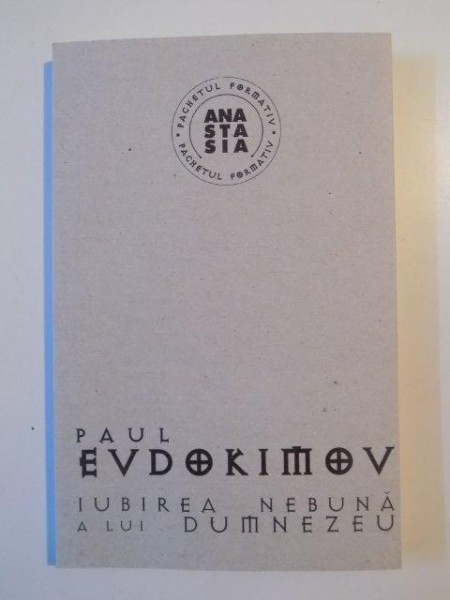 PACHETUL FORMATIV • PACHETUL FORMATIV •
ANA
STA
SIA
PAUL
EVDOKIMOV
IUBIREA NEBUNĂ
A LUI DUMNEZEU